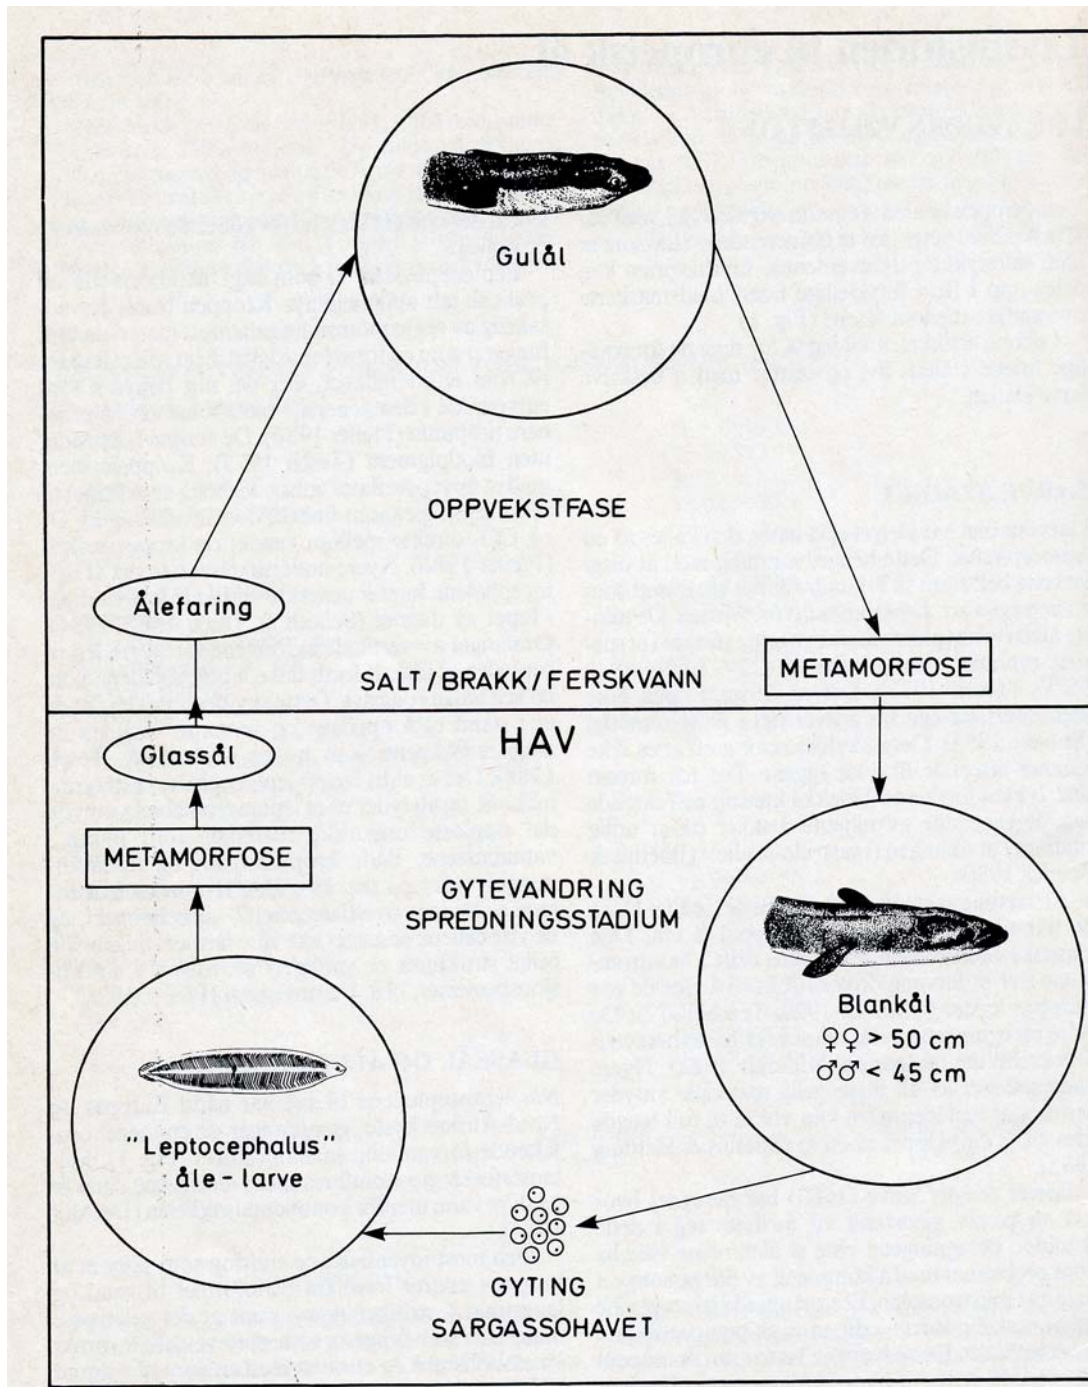 Gulål
OPPVEKSTFASE
Ålefaring
SALT/BRAKK/FERSKVANN
METAMORFOSE
HAV
Glassål
METAMORFOSE
GYTEVANDRING
SPREDNINGSSTADIUM
Blankål
♀♀ > 50 cm
♂♂ < 45 cm
"Leptocephalus"
åle-larve
GYTING
SARGASSOHAVET